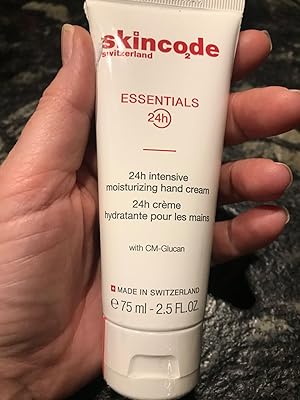 skincode
2
switzerland
ESSENTIALS
24h
24h intensive
moisturizing hand cream
24h crème
hydratante pour les mains
with CM-Glucan
MADE IN SWITZERLAND
e 75 ml - 2.5 FL.OZ.